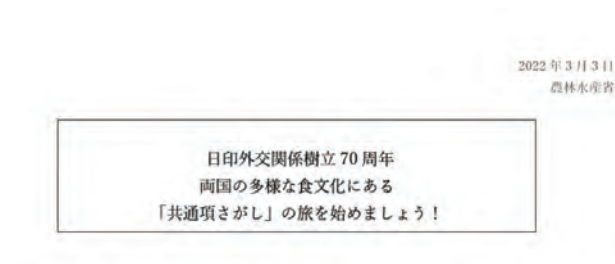 2022年3月3日
農林水産省
日印外交関係樹立70周年
両国の多様な食文化にある
「共通項さがし」の旅を始めましょう！